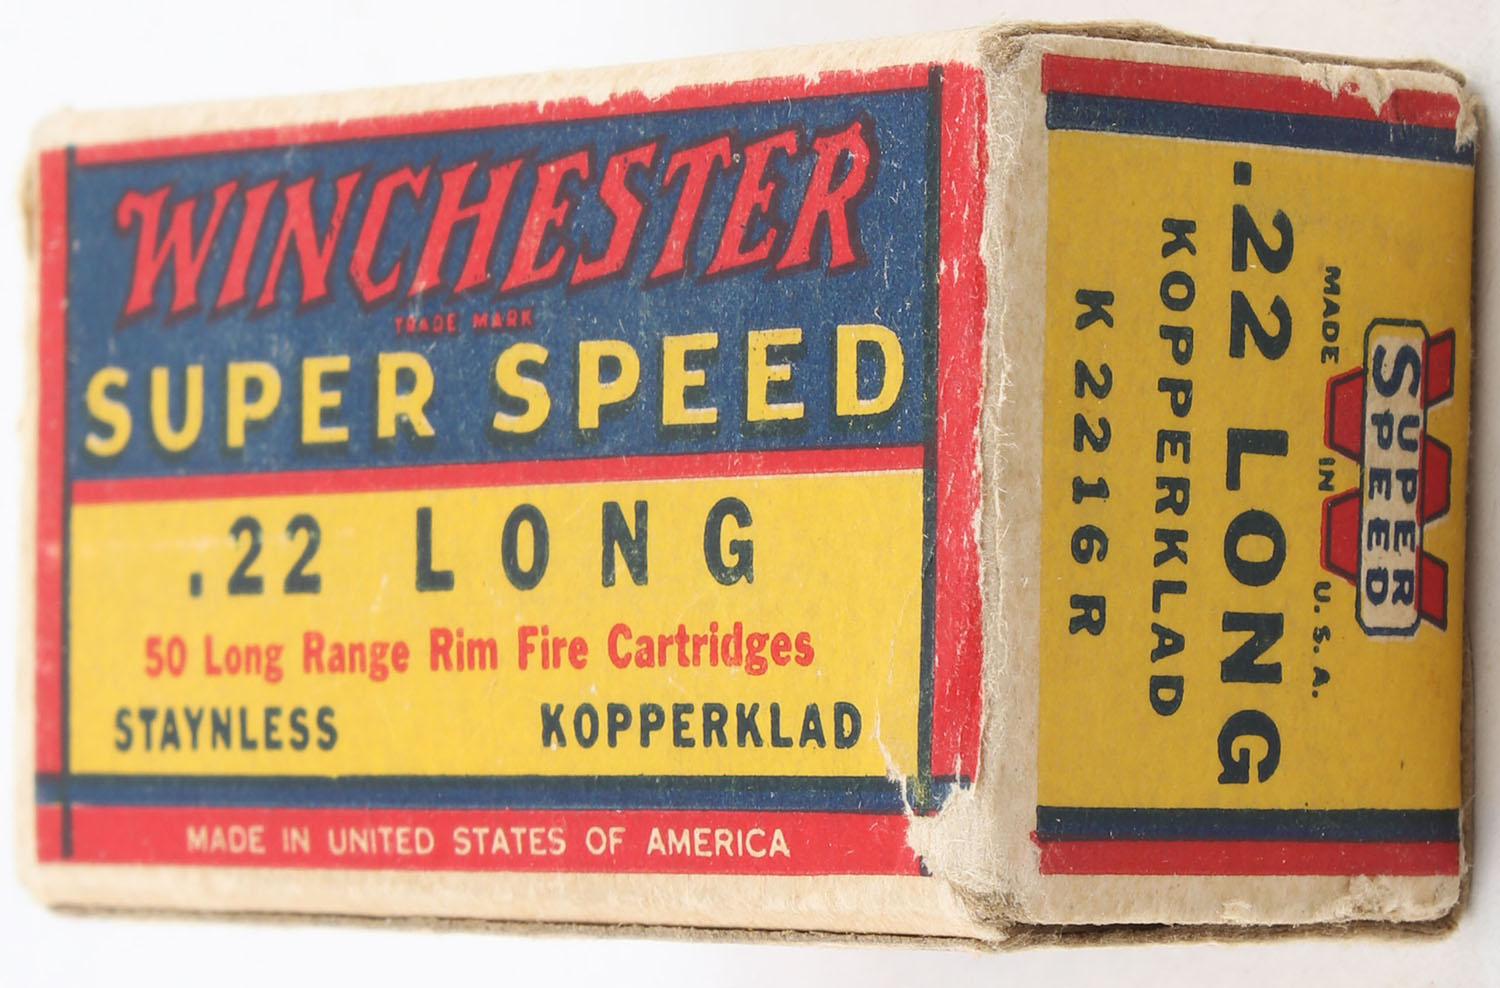 WINCHESTER
TRADE MARK
SUPER SPEED
.22 LONG
50 Long Range Rim Fire Cartridges
STAYNLESS KOPPERKLAD
MADE IN UNITED STATES OF AMERICA
SUPER
SPEED
MADE IN U.S.A.
.22 LONG
KOPPERKLAD
K2216R